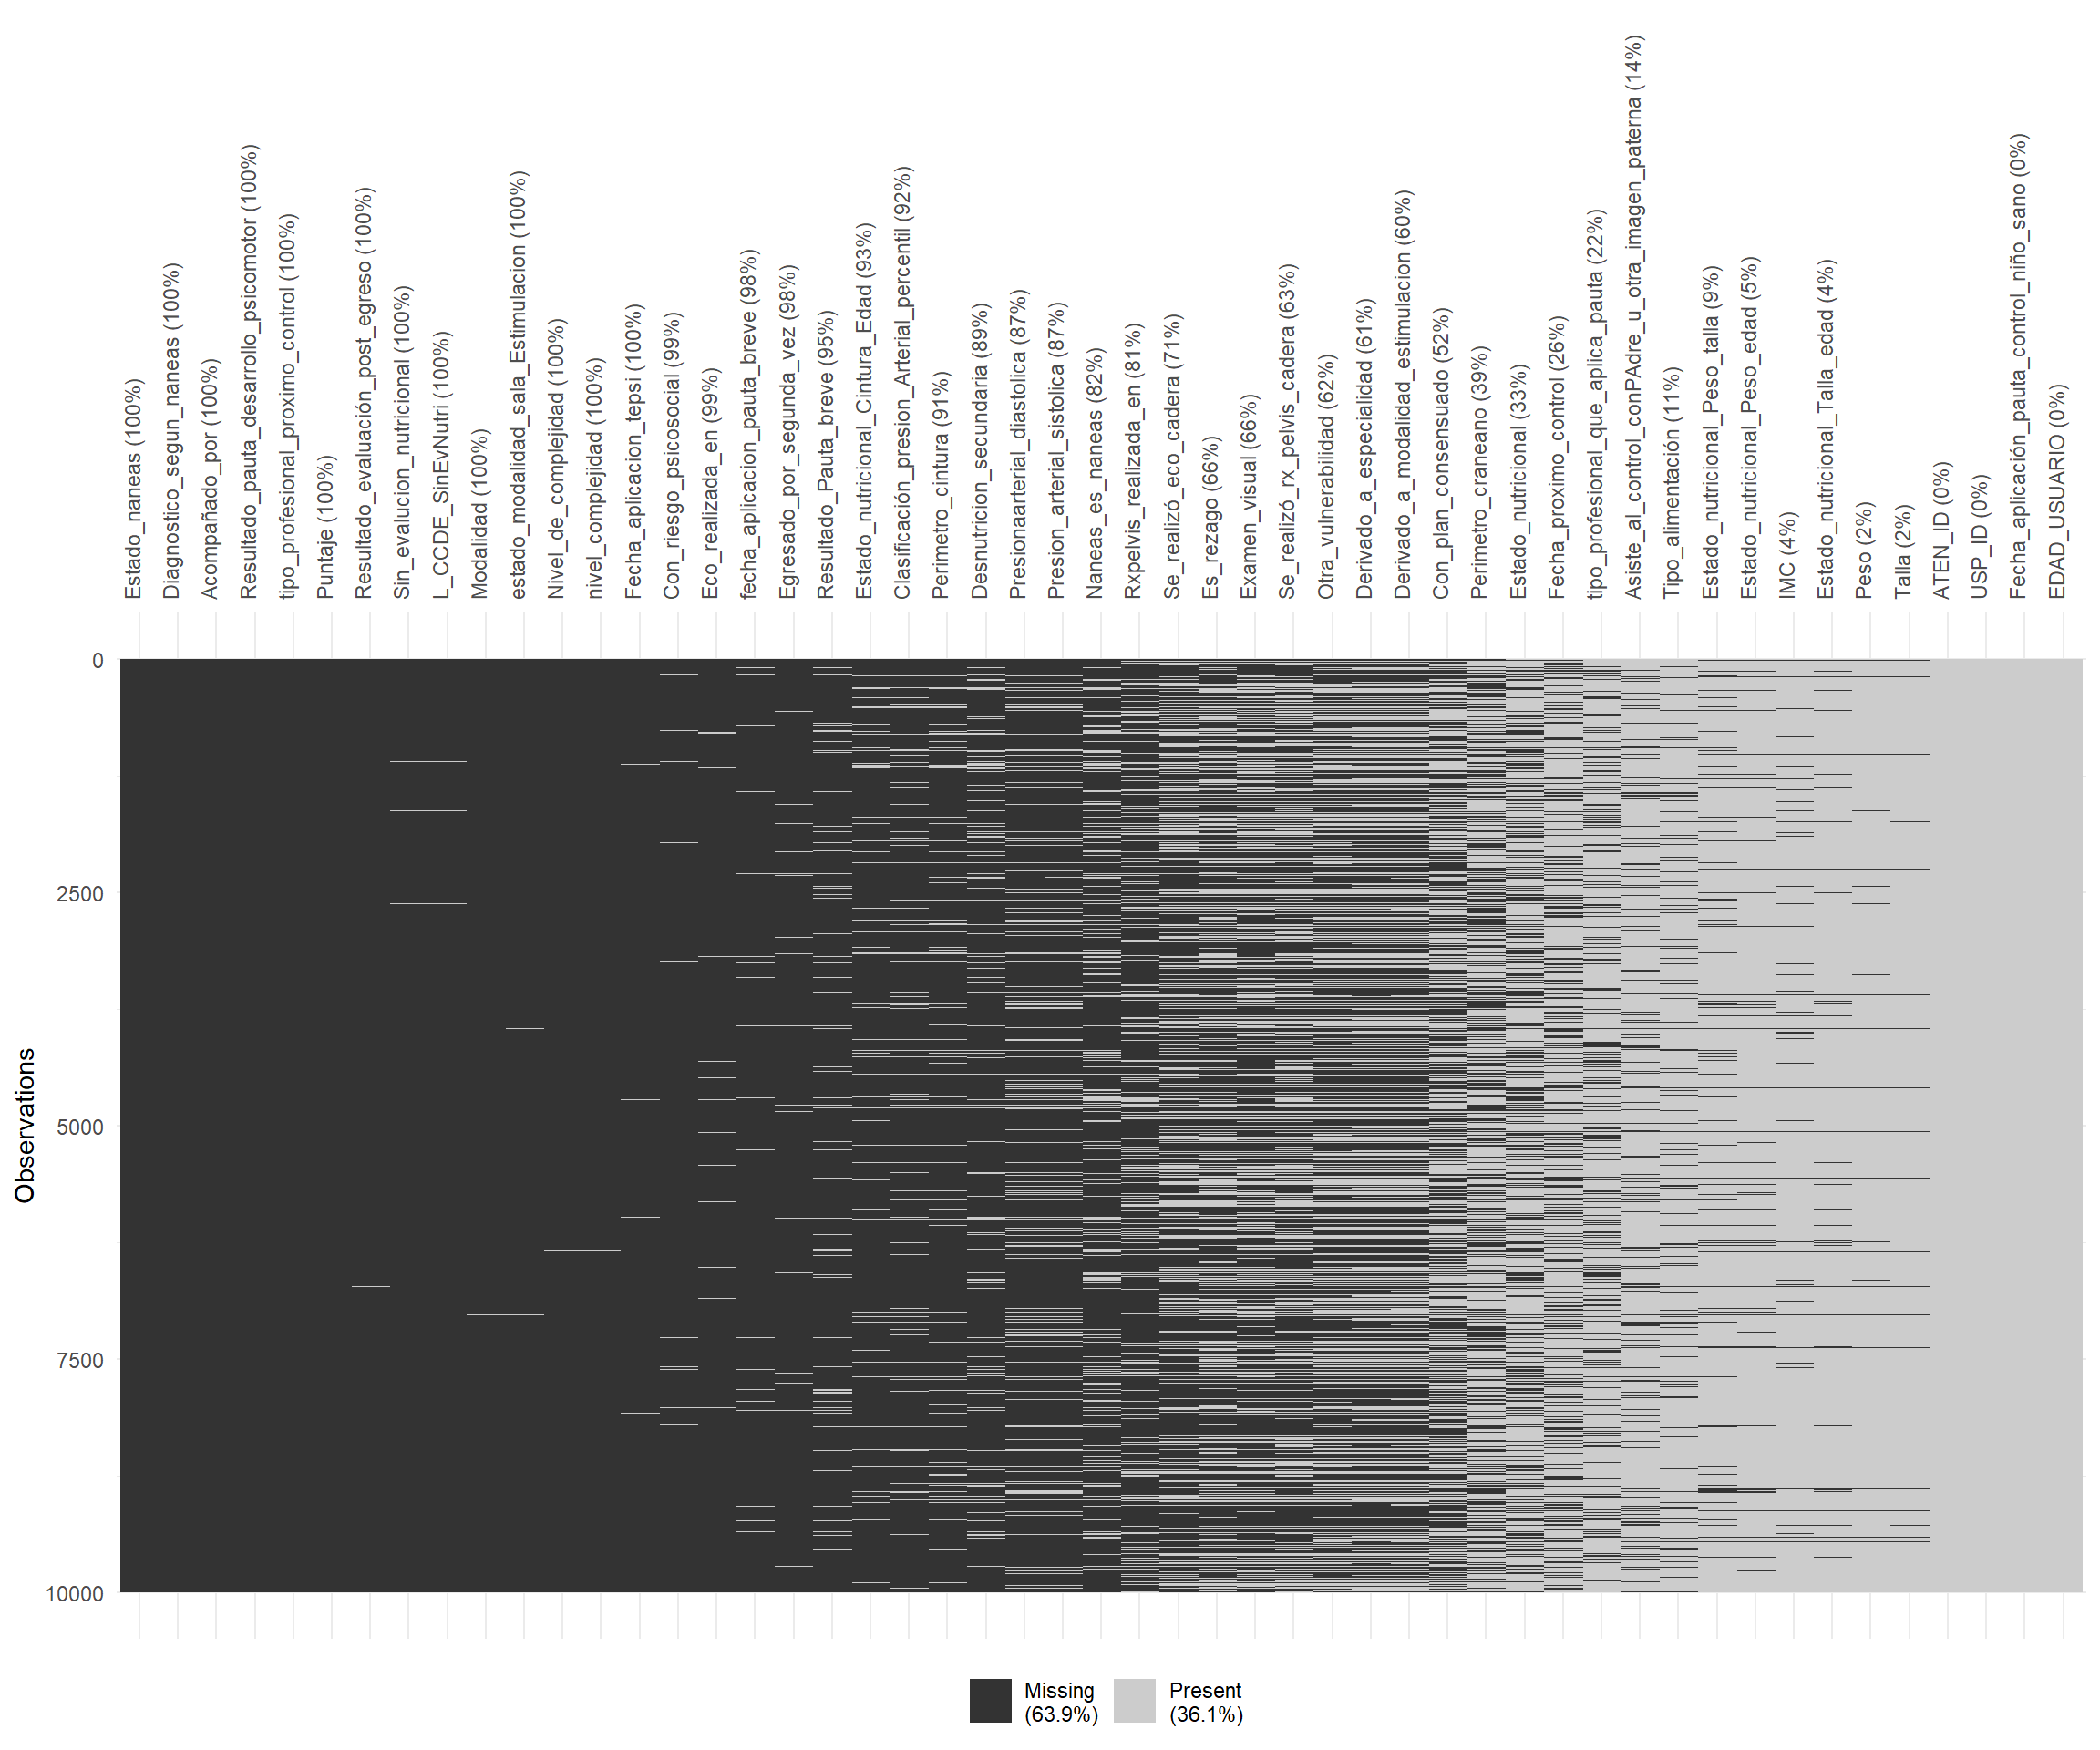 Estado_naneas (100%)
Diagnostico_segun_naneas (100%)
Acompañado_por (100%)
Resultado_pauta_desarrollo_psicomotor (100%)
tipo_profesional_proximo_control (100%)
Puntaje (100%)
Resultado_evaluación_post_egreso (100%)
Sin_evalucion_nutricional (100%)
L_CCDE_SinEvNutri (100%)
Modalidad (100%)
estado_modalidad_sala_Estimulacion (100%)
Nivel_de_complejidad (100%)
nivel_complejidad (100%)
Fecha_aplicacion_tepsi (100%)
Con_riesgo_psicosocial (99%)
Eco_realizada_en (99%)
fecha_aplicacion_pauta_breve (98%)
Egresado_por_segunda_vez (98%)
Resultado_Pauta_breve (95%)
Estado_nutricional_Cintura_Edad (93%)
Clasificación_presion_Arterial_percentil (92%)
Perimetro_cintura (91%)
Desnutricion_secundaria (89%)
Presionaarterial_diastolica (87%)
Presion_arterial_sistolica (87%)
Naneas_es_naneas (82%)
Rxpelvis_realizada_en (81%)
Se_realizó_eco_cadera (71%)
Es_rezago (66%)
Examen_visual (66%)
Se_realizó_rx_pelvis_cadera (63%)
Otra_vulnerabilidad (62%)
Derivado_a_especialidad (61%)
Derivado_a_modalidad_estimulacion (60%)
Con_plan_consensuado (52%)
Perimetro_craneano (39%)
Estado_nutricional (33%)
Fecha_proximo_control (26%)
tipo_profesional_que_aplica_pauta (22%)
Asiste_al_control_conPAdre_u_otra_imagen_paterna (14%)
Tipo_alimentación (11%)
Estado_nutricional_Peso_talla (9%)
Estado_nutricional_Peso_edad (5%)
IMC (4%)
Estado_nutricional_Talla_edad (4%)
Peso (2%)
Talla (2%)
ATEN_ID (0%)
USP_ID (0%)
Fecha_aplicación_pauta_control_niño_sano (0%)
EDAD_USUARIO (0%)
0
2500
5000
7500
10000
Observations
Missing
(63.9%)
Present
(36.1%)